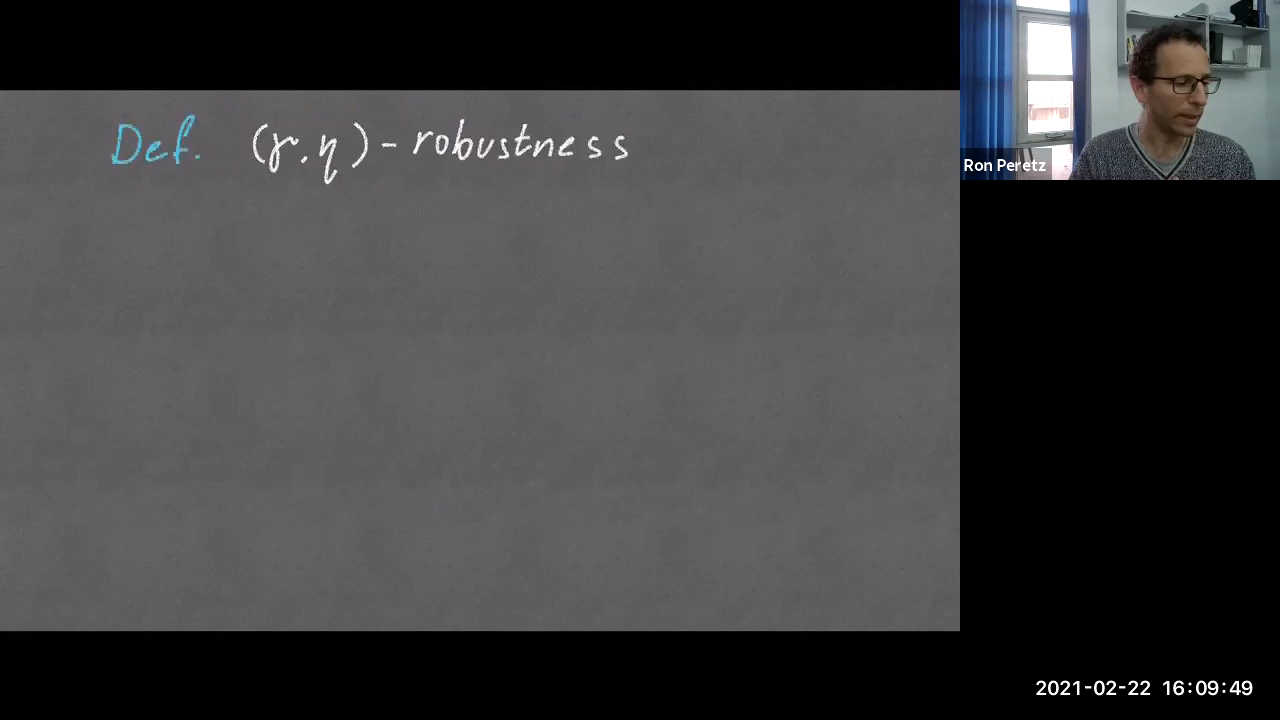 Def. (γ,η)-robustness
Ron Peretz
2021-02-22 16:09:49